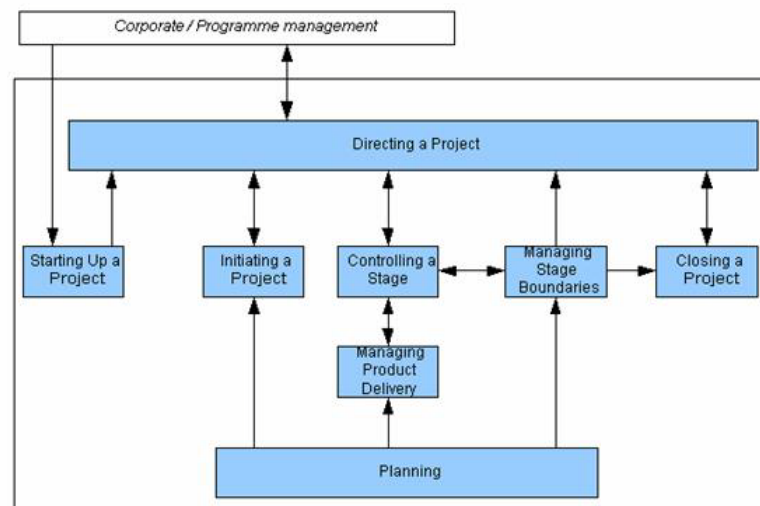 Corporate / Programme management
Directing a Project
Starting Up a
Project
Initiating a
Project
Controlling a
Stage
Managing
Stage
Boundaries
Closing a
Project
Managing
Product
Delivery
Planning